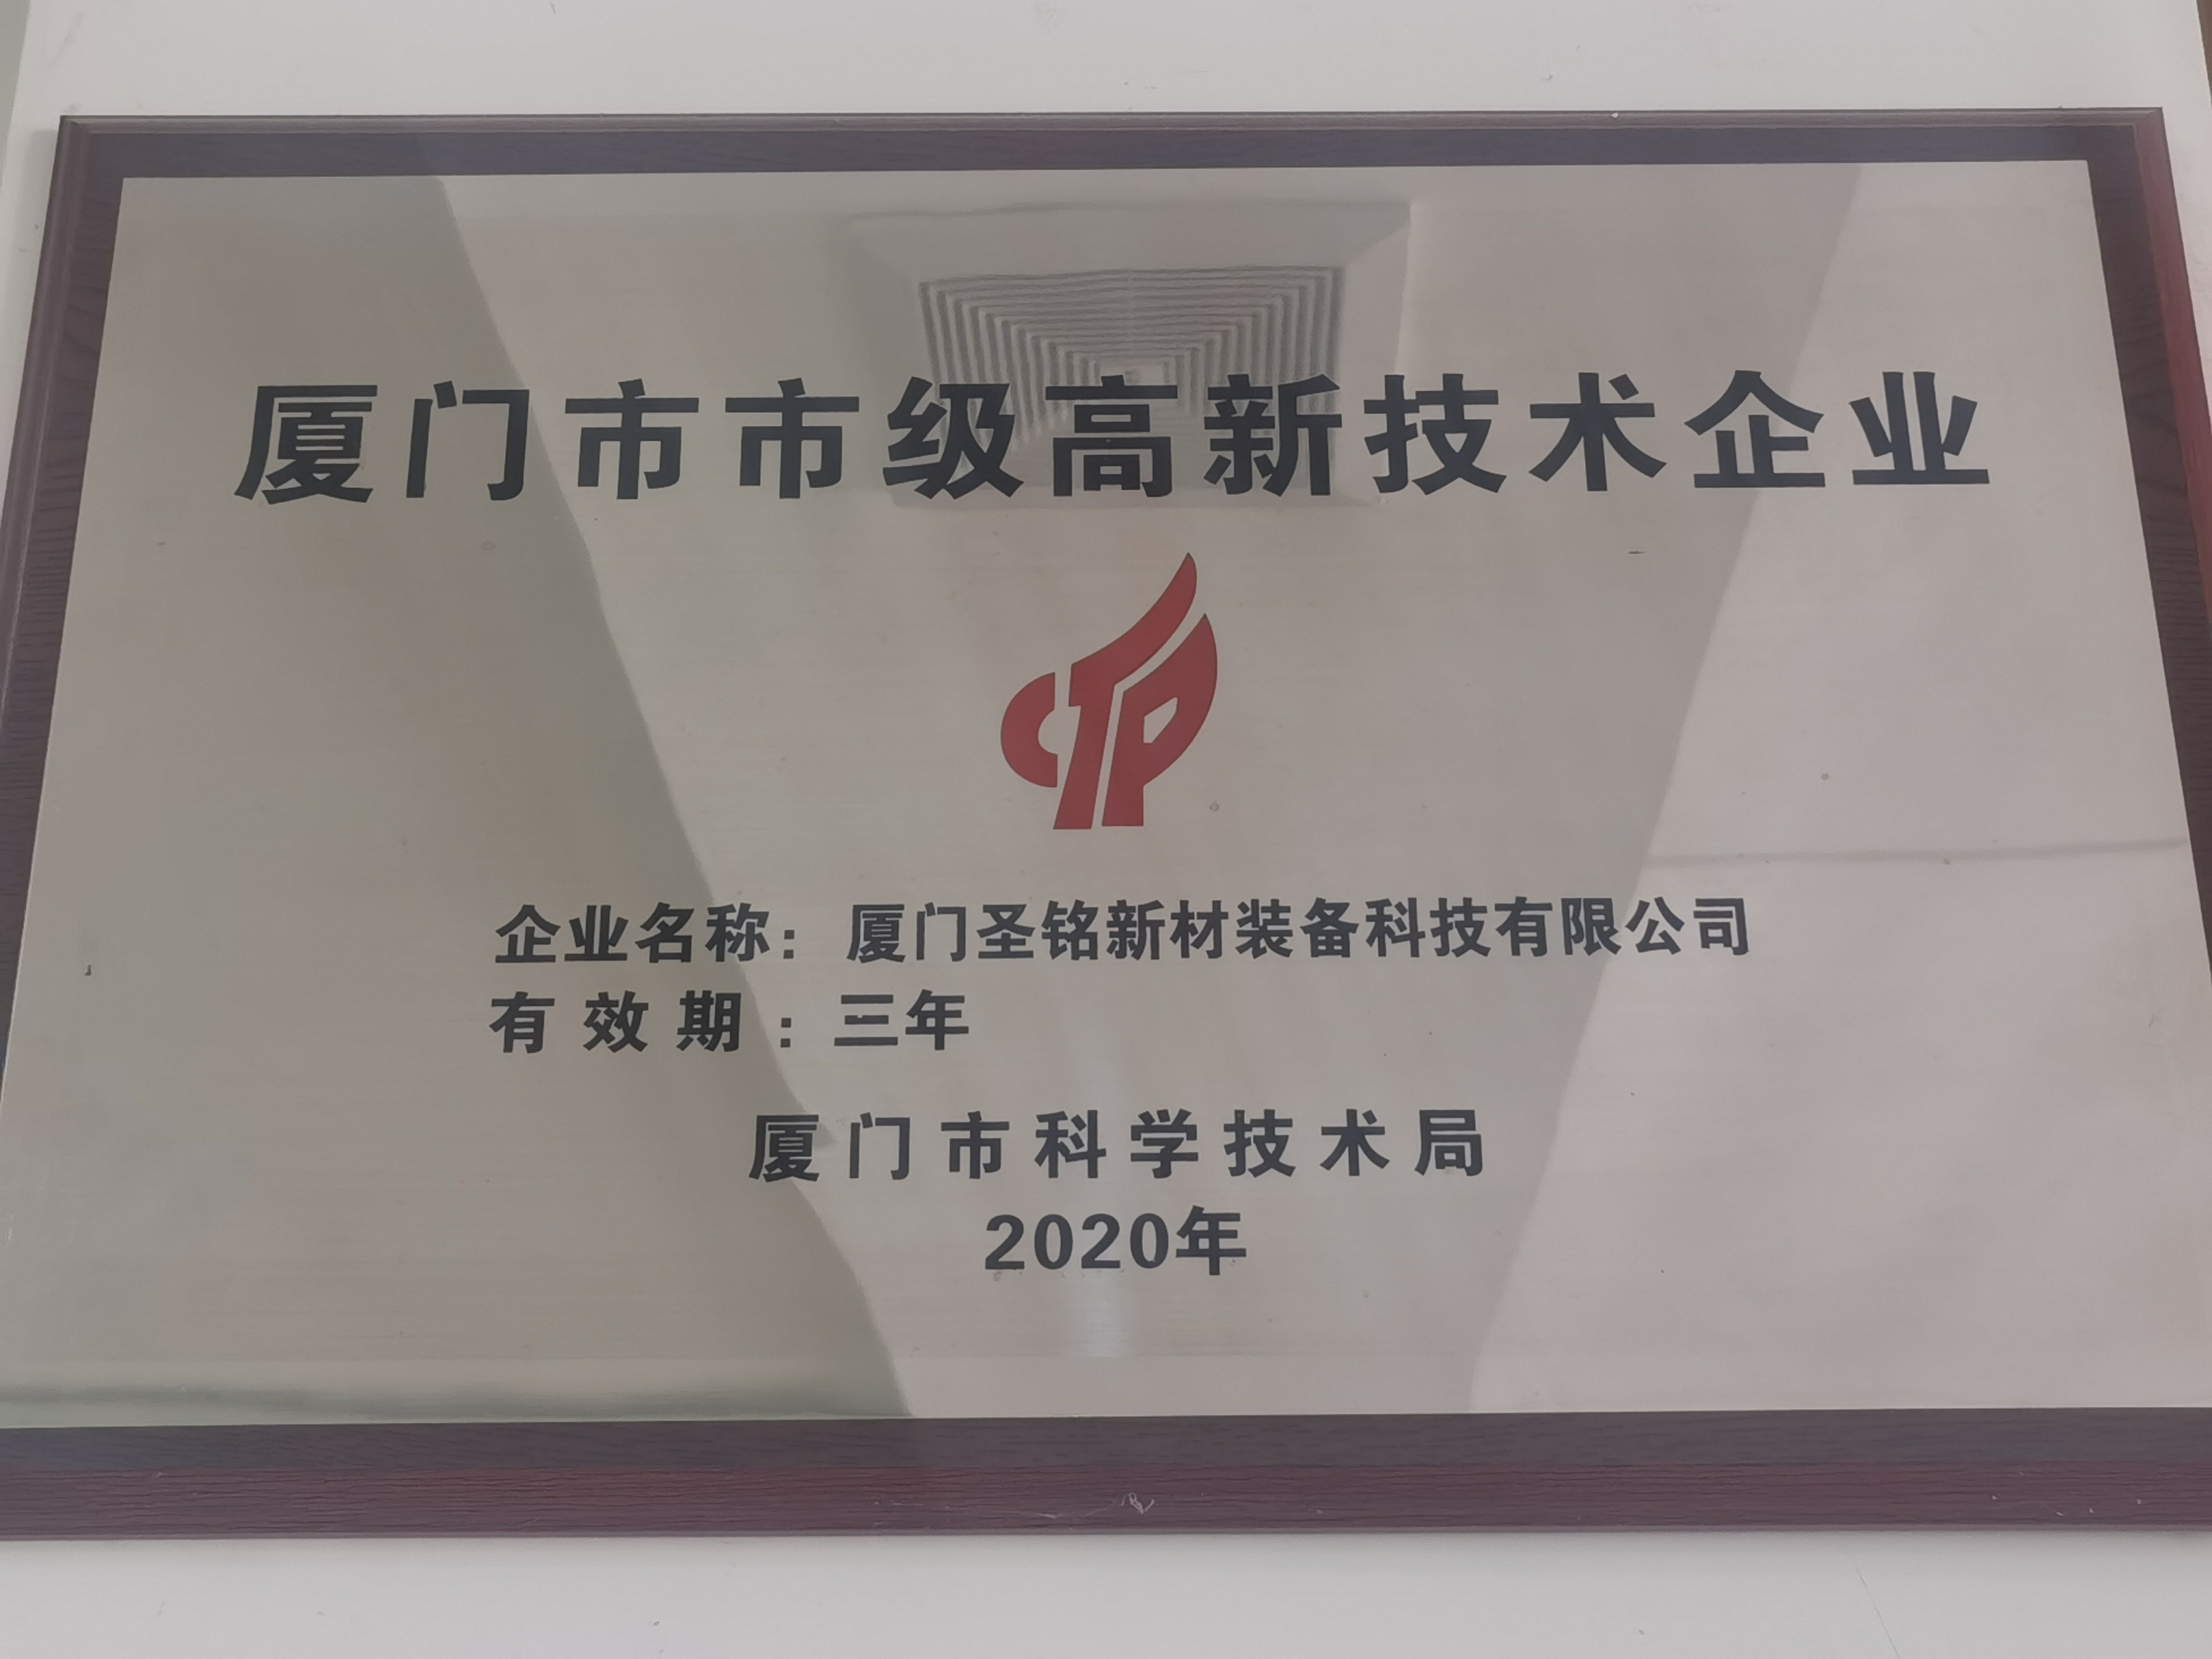 厦门市市级高新技术企业
CTP
企业名称：厦门圣铭新材装备科技有限公司
有效期：三年
厦门市科学技术局
2020年